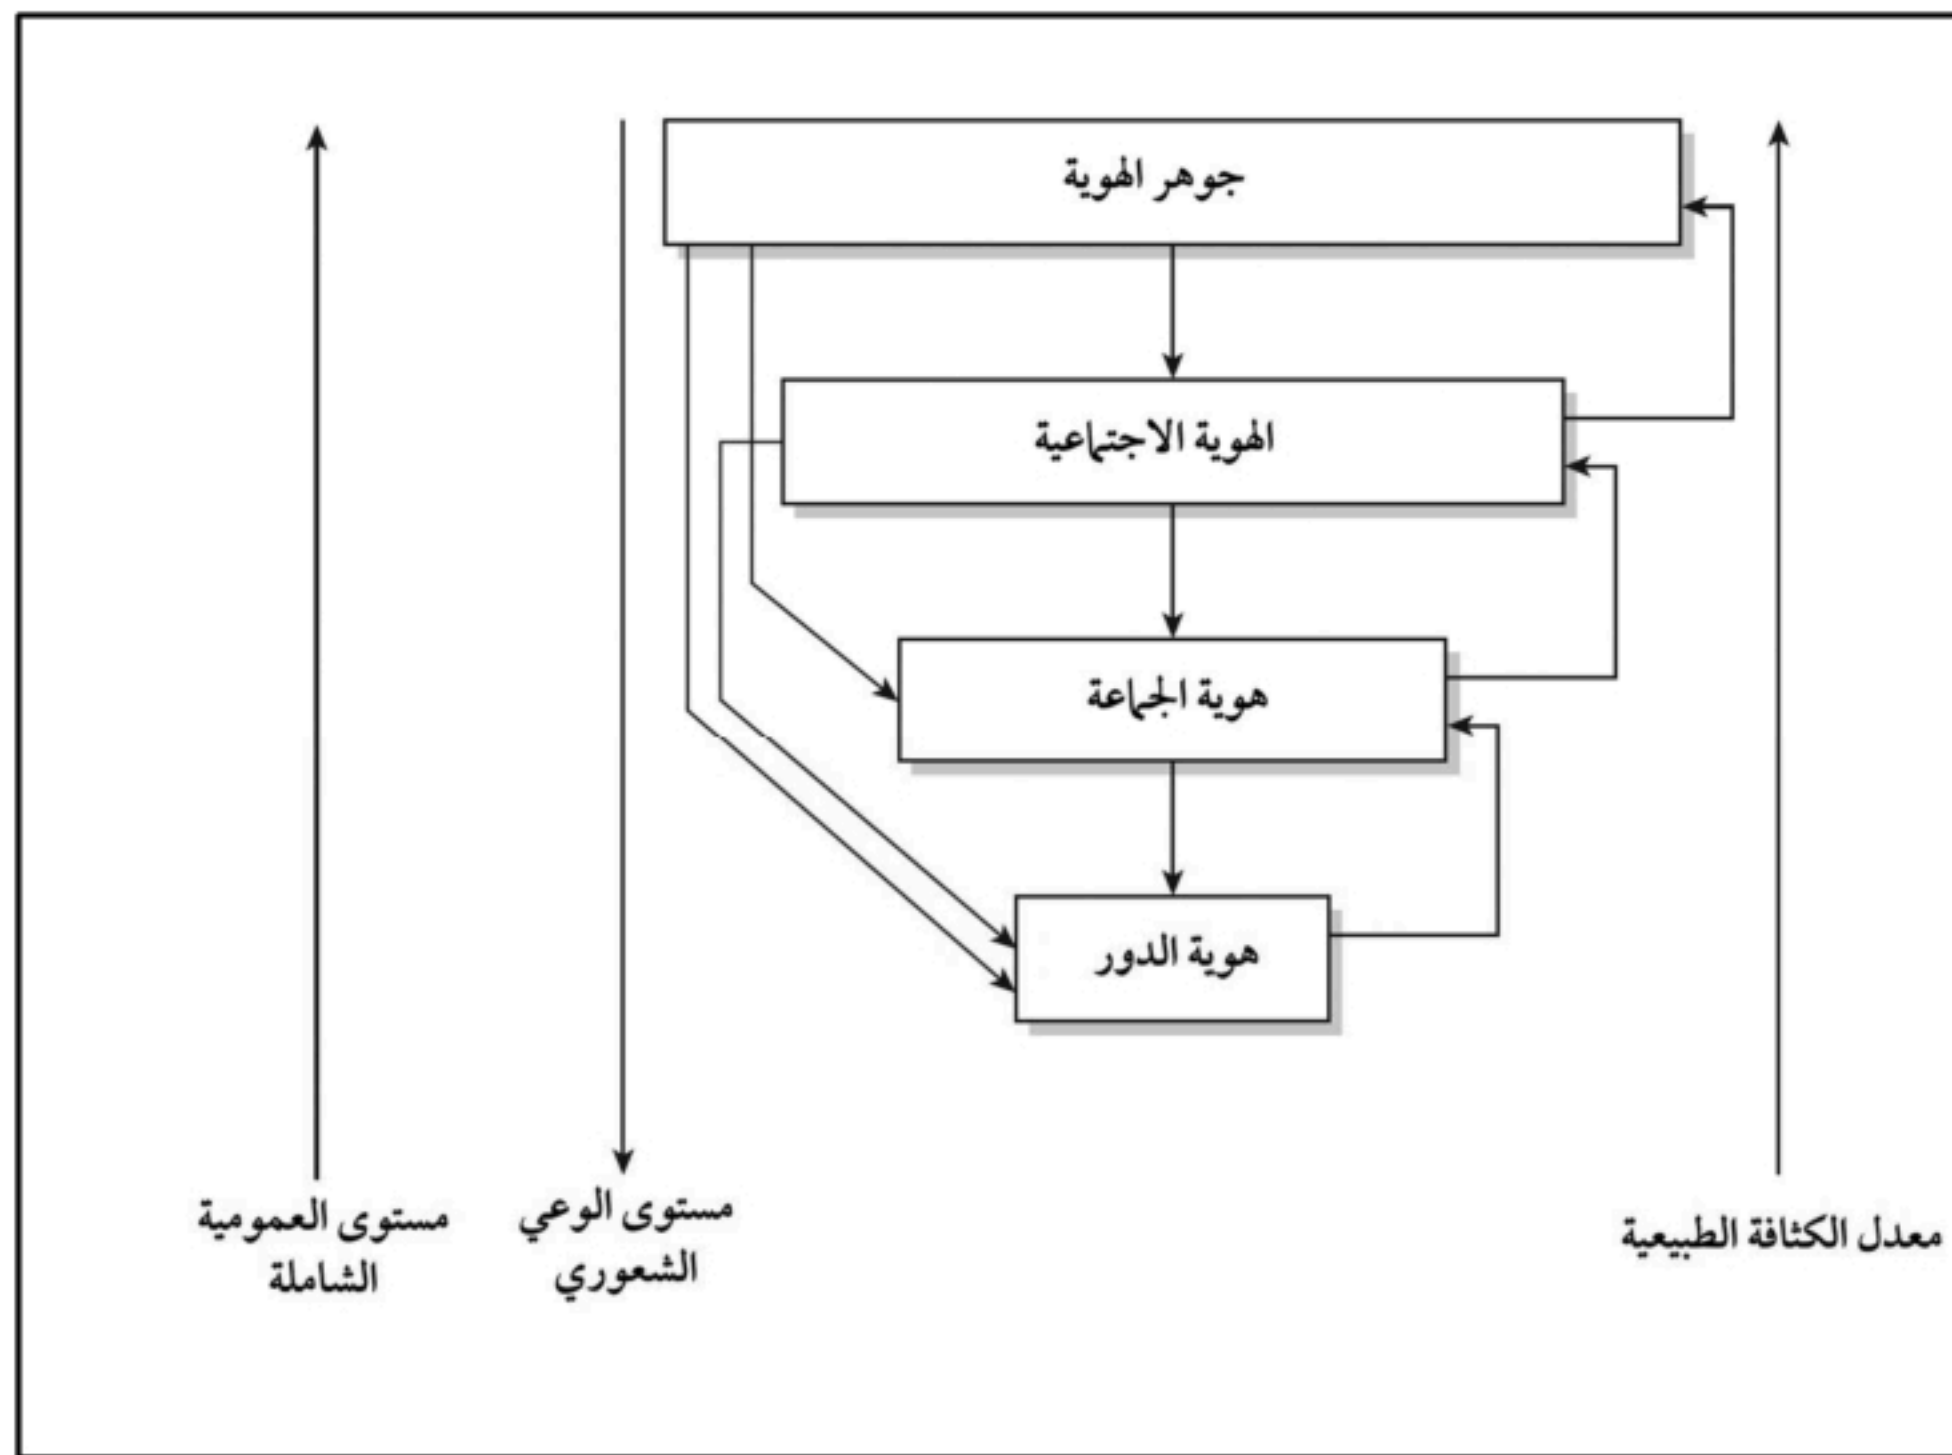 جوهر الهوية
الهوية الاجتماعية
هوية الجماعة
هوية الدور
معدل الكثافة الطبيعية
مستوى الوعي
الشعوري
مستوى العمومية
الشاملة